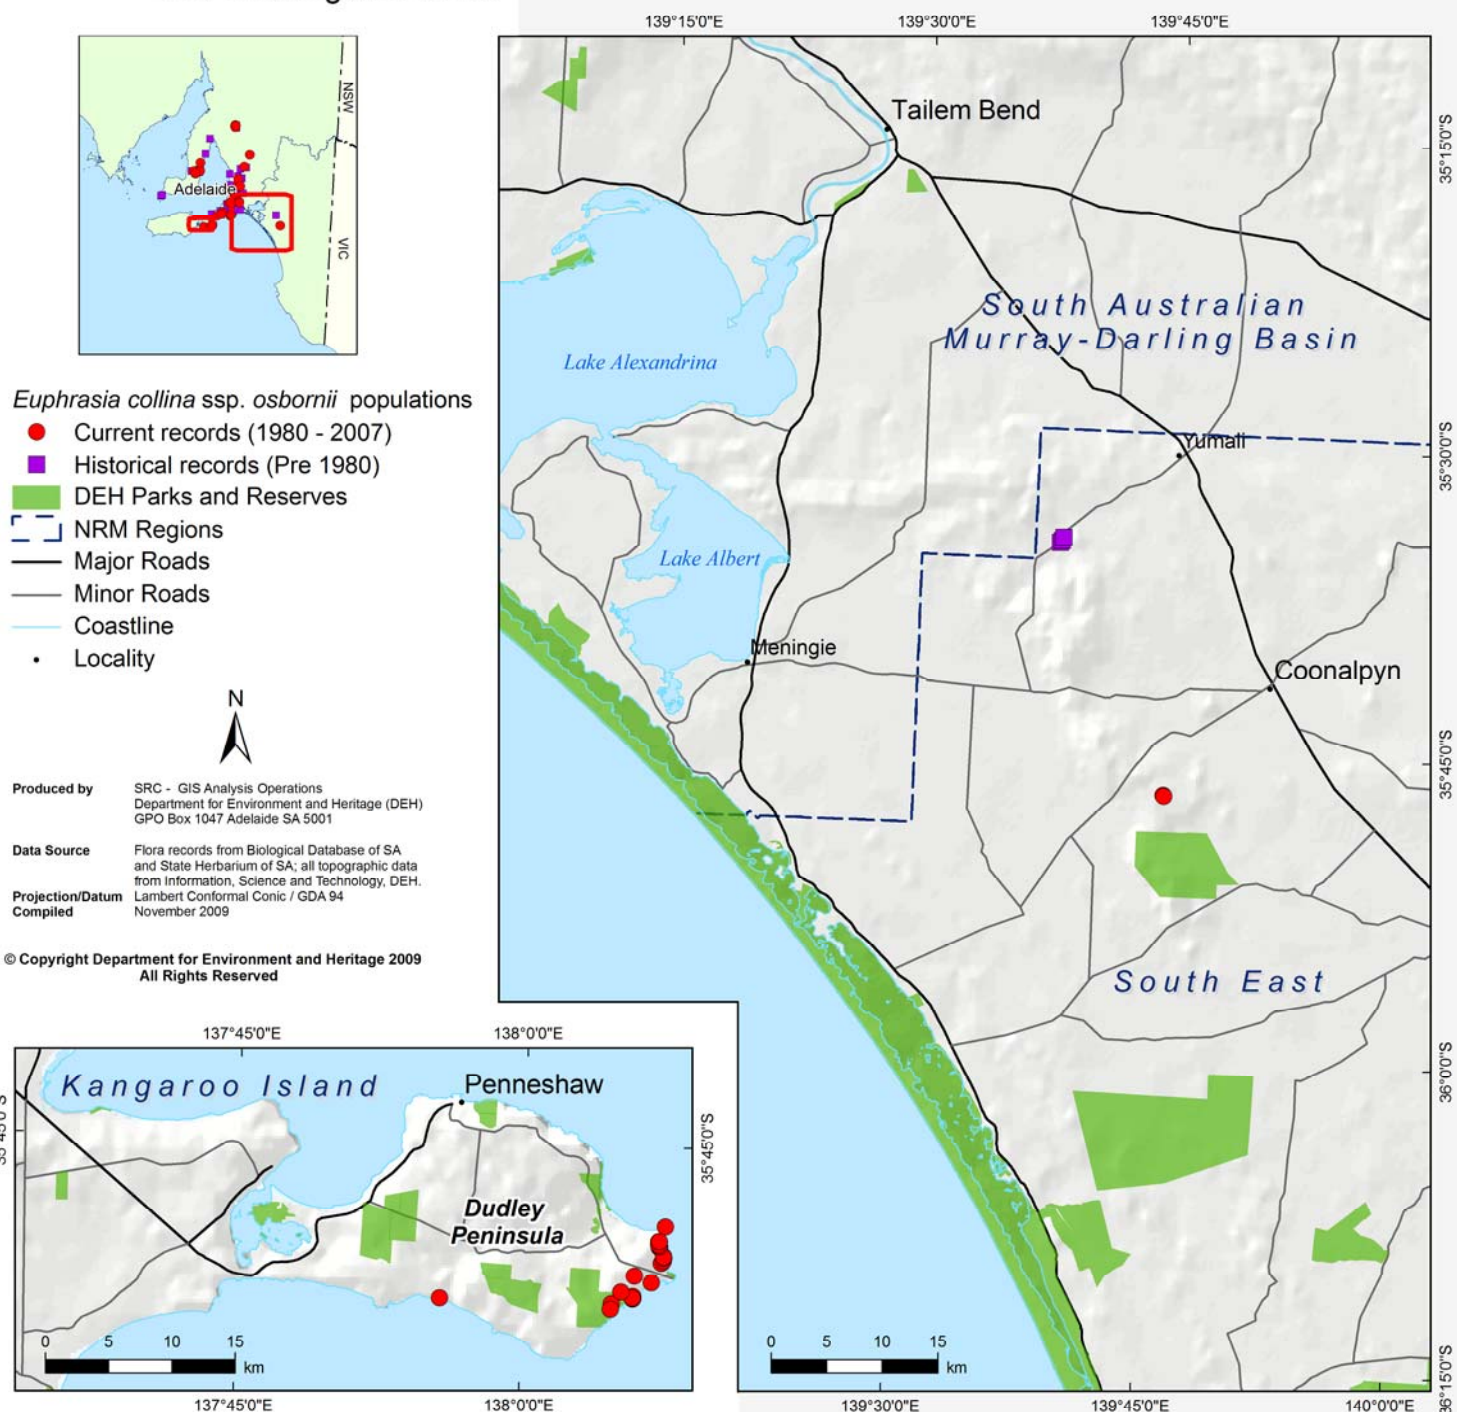 NSW
VIC
Adelaide
Euphrasia collina ssp. osbornii populations
Current records (1980 - 2007)
Historical records (Pre 1980)
DEH Parks and Reserves
NRM Regions
Major Roads
Minor Roads
Coastline
Locality
N
Produced by SRC - GIS Analysis Operations
Department for Environment and Heritage (DEH)
GPO Box 1047 Adelaide SA 5001
Data Source Flora records from Biological Database of SA
and State Herbarium of SA; all topographic data
from Information, Science and Technology, DEH.
Projection/Datum Lambert Conformal Conic / GDA 94
Compiled November 2009
© Copyright Department for Environment and Heritage 2009
All Rights Reserved
139°15'0"E 139°30'0"E 139°45'0"E
Tailem Bend
35°15'0"S
South Australian
Murray-Darling Basin
Lake Alexandrina
Yumali
35°30'0"S
Lake Albert
Meningie
Coonalpyn
35°45'0"S
South East
36°0'0"S
36°15'0"S
0 5 10 15
km
139°30'0"E 139°45'0"E 140°0'0"E
137°45'0"E 138°0'0"E
Kangaroo Island
Penneshaw
35°45'0"S
Dudley
Peninsula
0 5 10 15
km
137°45'0"E 138°0'0"E